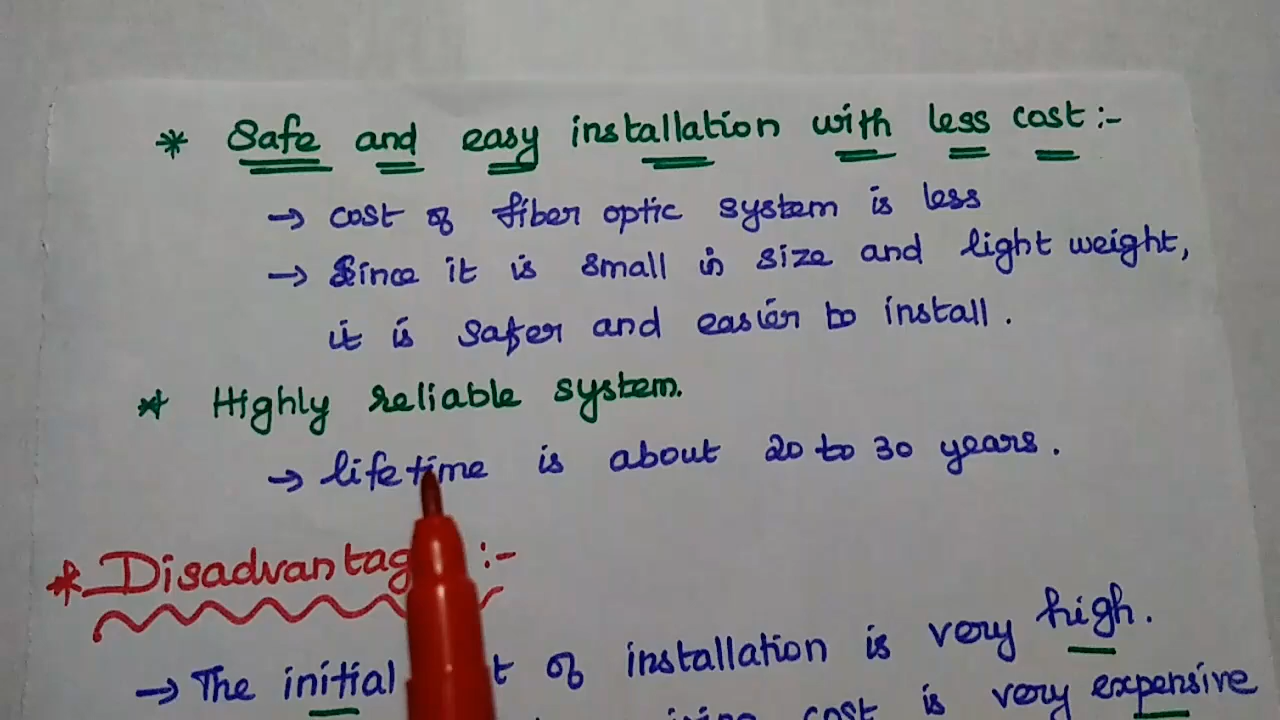 * Safe and easy installation with less cost:-
→ cost of fiber optic system is less
→ Since it is small in size and light weight,
it is safer and easier to install.
* Highly reliable system.
→ lifetime is about 20 to 30 years.
* Disadvantag :-
→ The initial of installation is very high.
cost is very expensive